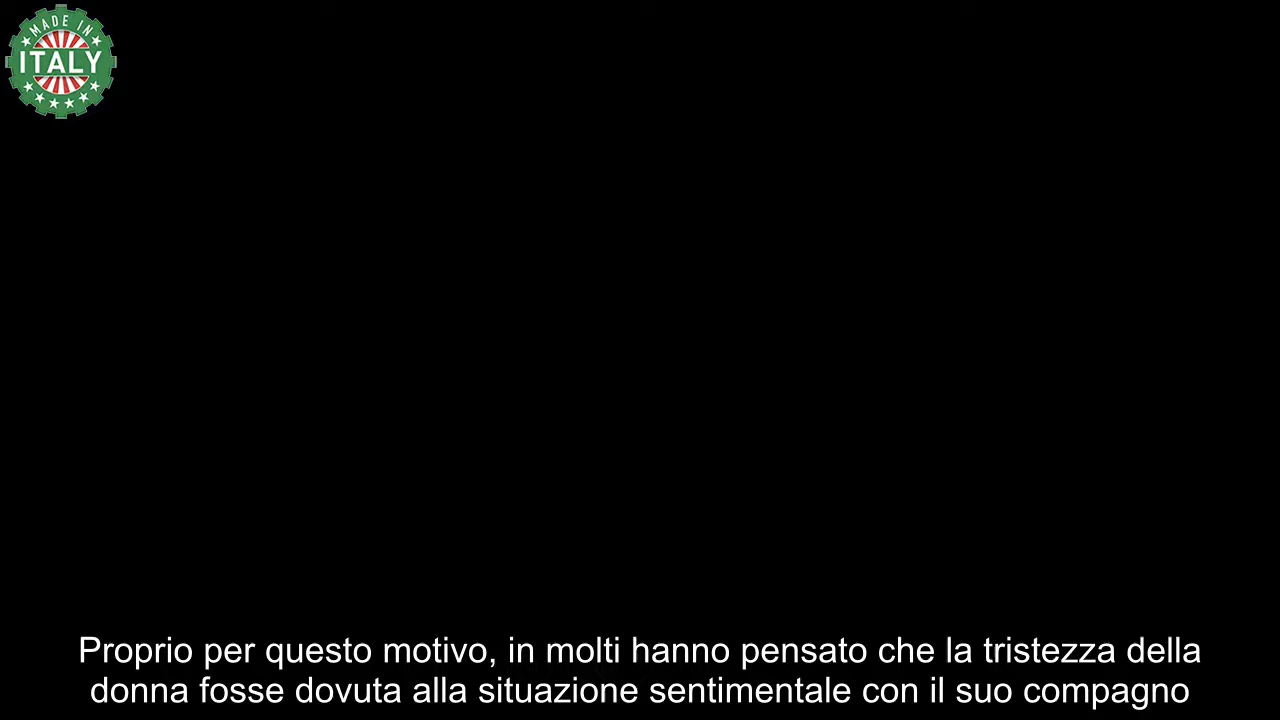 MADE IN
ITALY
Proprio per questo motivo, in molti hanno pensato che la tristezza della
donna fosse dovuta alla situazione sentimentale con il suo compagno